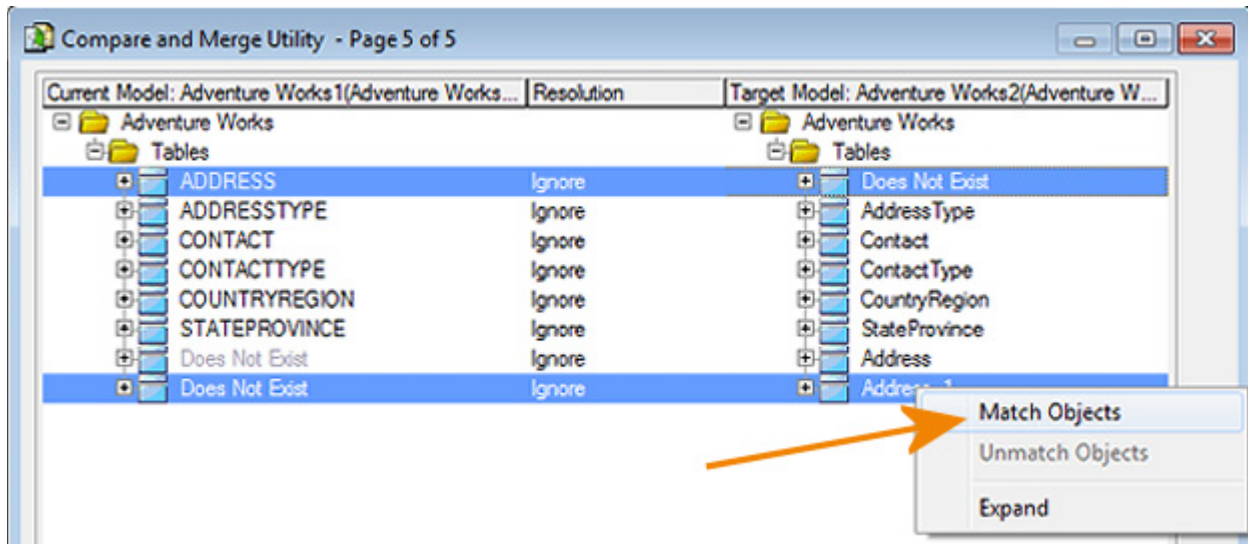 Compare and Merge Utility - Page 5 of 5
Current Model: Adventure Works1(Adventure Works... Resolution Target Model: Adventure Works2(Adventure W...
Adventure Works Adventure Works
Tables Tables
ADDRESS Ignore Does Not Exist
ADDRESSTYPE Ignore AddressType
CONTACT Ignore Contact
CONTACTTYPE Ignore ContactType
COUNTRYREGION Ignore CountryRegion
STATEPROVINCE Ignore StateProvince
Does Not Exist Ignore Address
Does Not Exist Ignore
Match Objects
Unmatch Objects
Expand